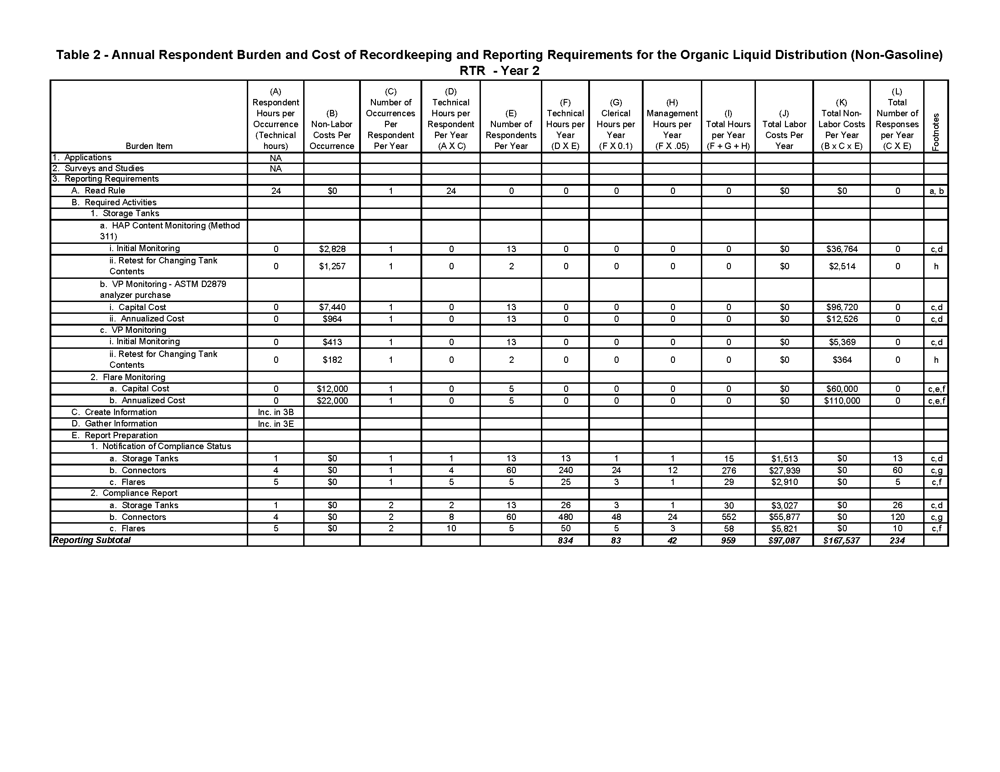 Table 2 - Annual Respondent Burden and Cost of Recordkeeping and Reporting Requirements for the Organic Liquid Distribution (Non-Gasoline)
RTR - Year 2
Burden Item (A) Respondent Hours per Occurrence (Technical hours) (B) Non-Labor Costs Per Occurrence (C) Number of Occurrences Per Respondent Per Year (D) Technical Hours per Respondent Per Year (A X C) (E) Number of Respondents Per Year (F) Technical Hours per Year (D X E) (G) Clerical Hours per Year (F X 0.1) (H) Management Hours per Year (F X .05) (I) Total Hours per Year (F + G + H) (J) Total Labor Costs Per Year (K) Total Non-Labor Costs Per Year (B x C x E) (L) Total Number of Responses per Year (C X E) Footnotes
1. Applications NA
2. Surveys and Studies NA
3. Reporting Requirements
A. Read Rule 24 $0 1 24 0 0 0 0 0 $0 $0 0 a, b
B. Required Activities
1. Storage Tanks
a. HAP Content Monitoring (Method
311)
i. Initial Monitoring 0 $2,828 1 0 13 0 0 0 0 $0 $36,764 0 c,d
ii. Retest for Changing Tank
Contents 0 $1,257 1 0 2 0 0 0 0 $0 $2,514 0 h
b. VP Monitoring - ASTM D2879
analyzer purchase
i. Capital Cost 0 $7,440 1 0 13 0 0 0 0 $0 $96,720 0 c,d
ii. Annualized Cost 0 $964 1 0 13 0 0 0 0 $0 $12,526 0 c,d
c. VP Monitoring
i. Initial Monitoring 0 $413 1 0 13 0 0 0 0 $0 $5,369 0 c,d
ii. Retest for Changing Tank
Contents 0 $182 1 0 2 0 0 0 0 $0 $364 0 h
2. Flare Monitoring
a. Capital Cost 0 $12,000 1 0 5 0 0 0 0 $0 $60,000 0 c,e,f
b. Annualized Cost 0 $22,000 1 0 5 0 0 0 0 $0 $110,000 0 c,e,f
C. Create Information Inc. in 3B
D. Gather Information Inc. in 3E
E. Report Preparation
1. Notification of Compliance Status
a. Storage Tanks 1 $0 1 1 13 13 1 1 15 $1,513 $0 13 c,d
b. Connectors 4 $0 1 4 60 240 24 12 276 $27,939 $0 60 c,g
c. Flares 5 $0 1 5 5 25 3 1 29 $2,910 $0 5 c,f
2. Compliance Report
a. Storage Tanks 1 $0 2 2 13 26 3 1 30 $3,027 $0 26 c,d
b. Connectors 4 $0 2 8 60 480 48 24 552 $55,877 $0 120 c,g
c. Flares 5 $0 2 10 5 50 5 3 58 $5,821 $0 10 c,f
Reporting Subtotal 834 83 42 959 $97,087 $167,537 234